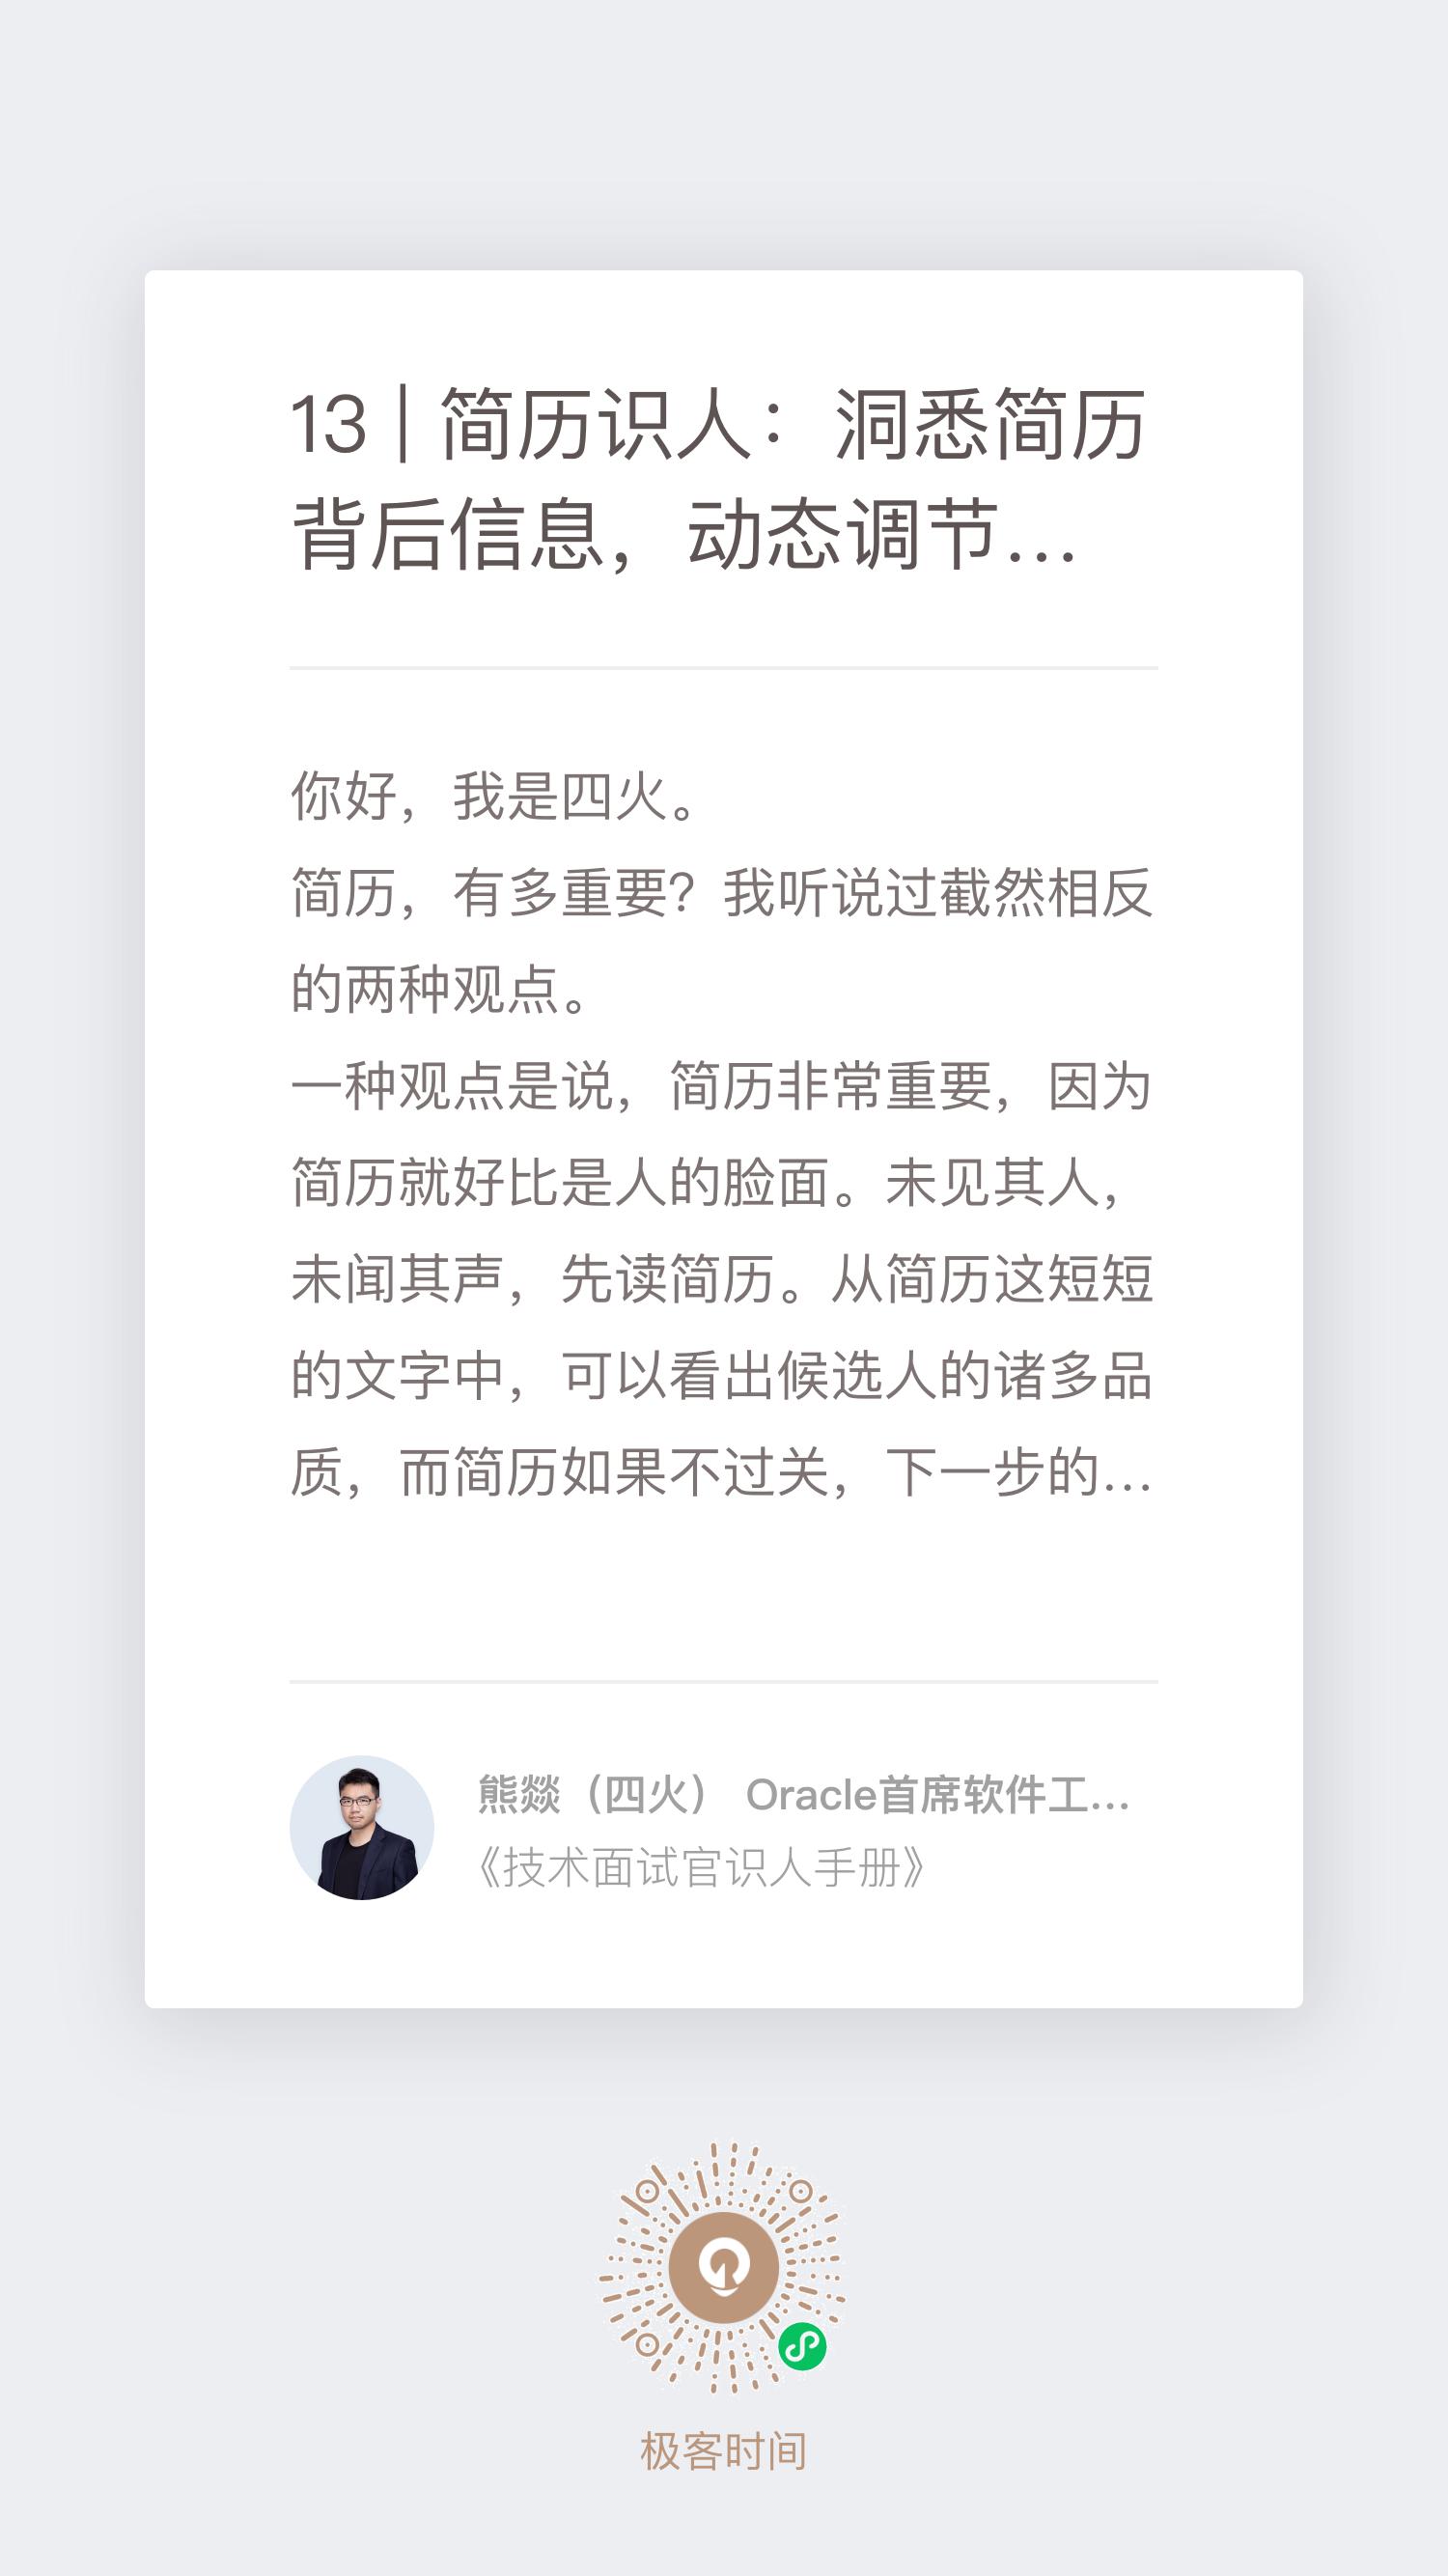 13 | 简历识人：洞悉简历
背后信息，动态调节...
你好，我是四火。
简历，有多重要？我听说过截然相反
的两种观点。
一种观点是说，简历非常重要，因为
简历就好比是人的脸面。未见其人，
未闻其声，先读简历。从简历这短短
的文字中，可以看出候选人的诸多品
质，而简历如果不过关，下一步的...
熊燚（四火） Oracle首席软件工...
《技术面试官识人手册》
极客时间